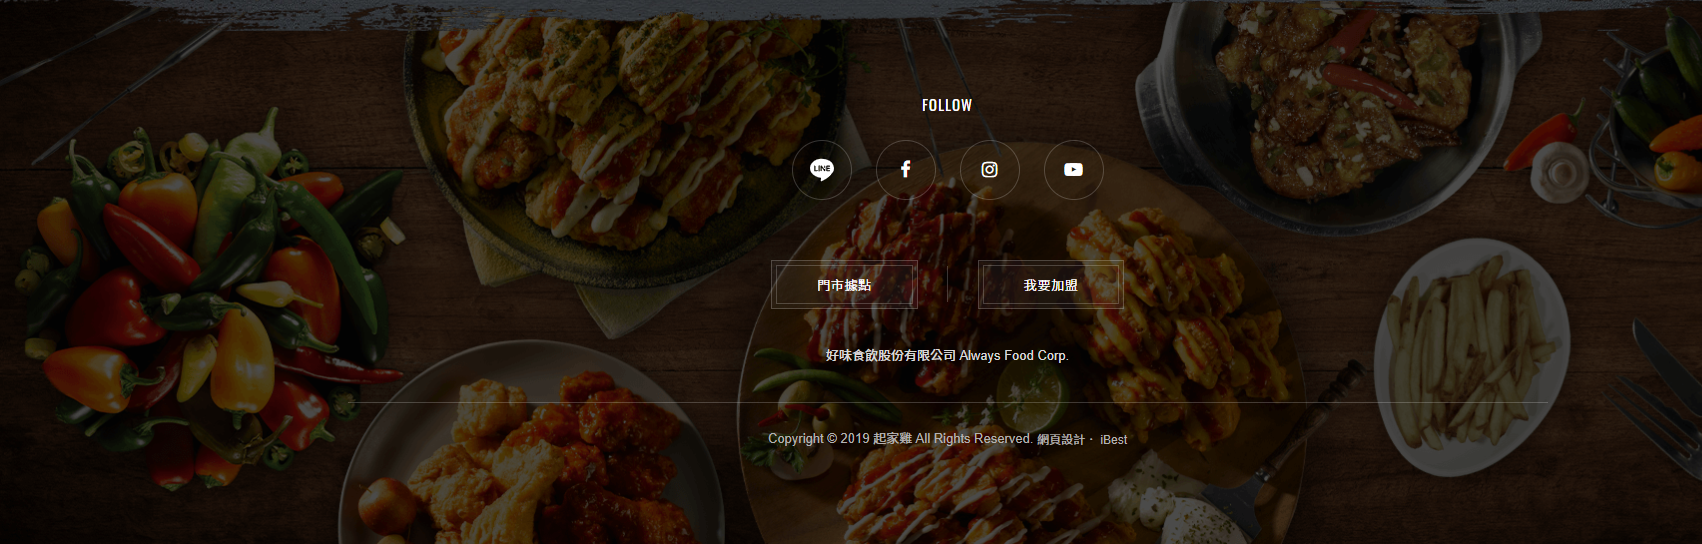 FOLLOW
LINE
門市據點
我要加盟
好味食飲股份有限公司 Always Food Corp.
Copyright © 2019 起家雞 All Rights Reserved. 網頁設計 · iBest